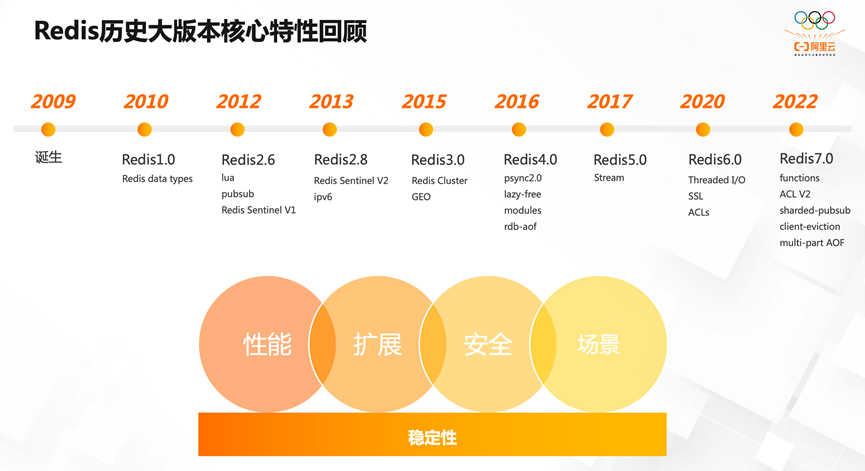 Redis历史大版本核心特性回顾
阿里云
2009
诞生
2010
Redis1.0
Redis data types
2012
Redis2.6
lua
pubsub
Redis Sentinel V1
2013
Redis2.8
Redis Sentinel V2
ipv6
2015
Redis3.0
Redis Cluster
GEO
2016
Redis4.0
psync2.0
lazy-free
modules
rdb-aof
2017
Redis5.0
Stream
2020
Redis6.0
Threaded I/O
SSL
ACLs
2022
Redis7.0
functions
ACL V2
sharded-pubsub
client-eviction
multi-part AOF
性能
扩展
安全
场景
稳定性